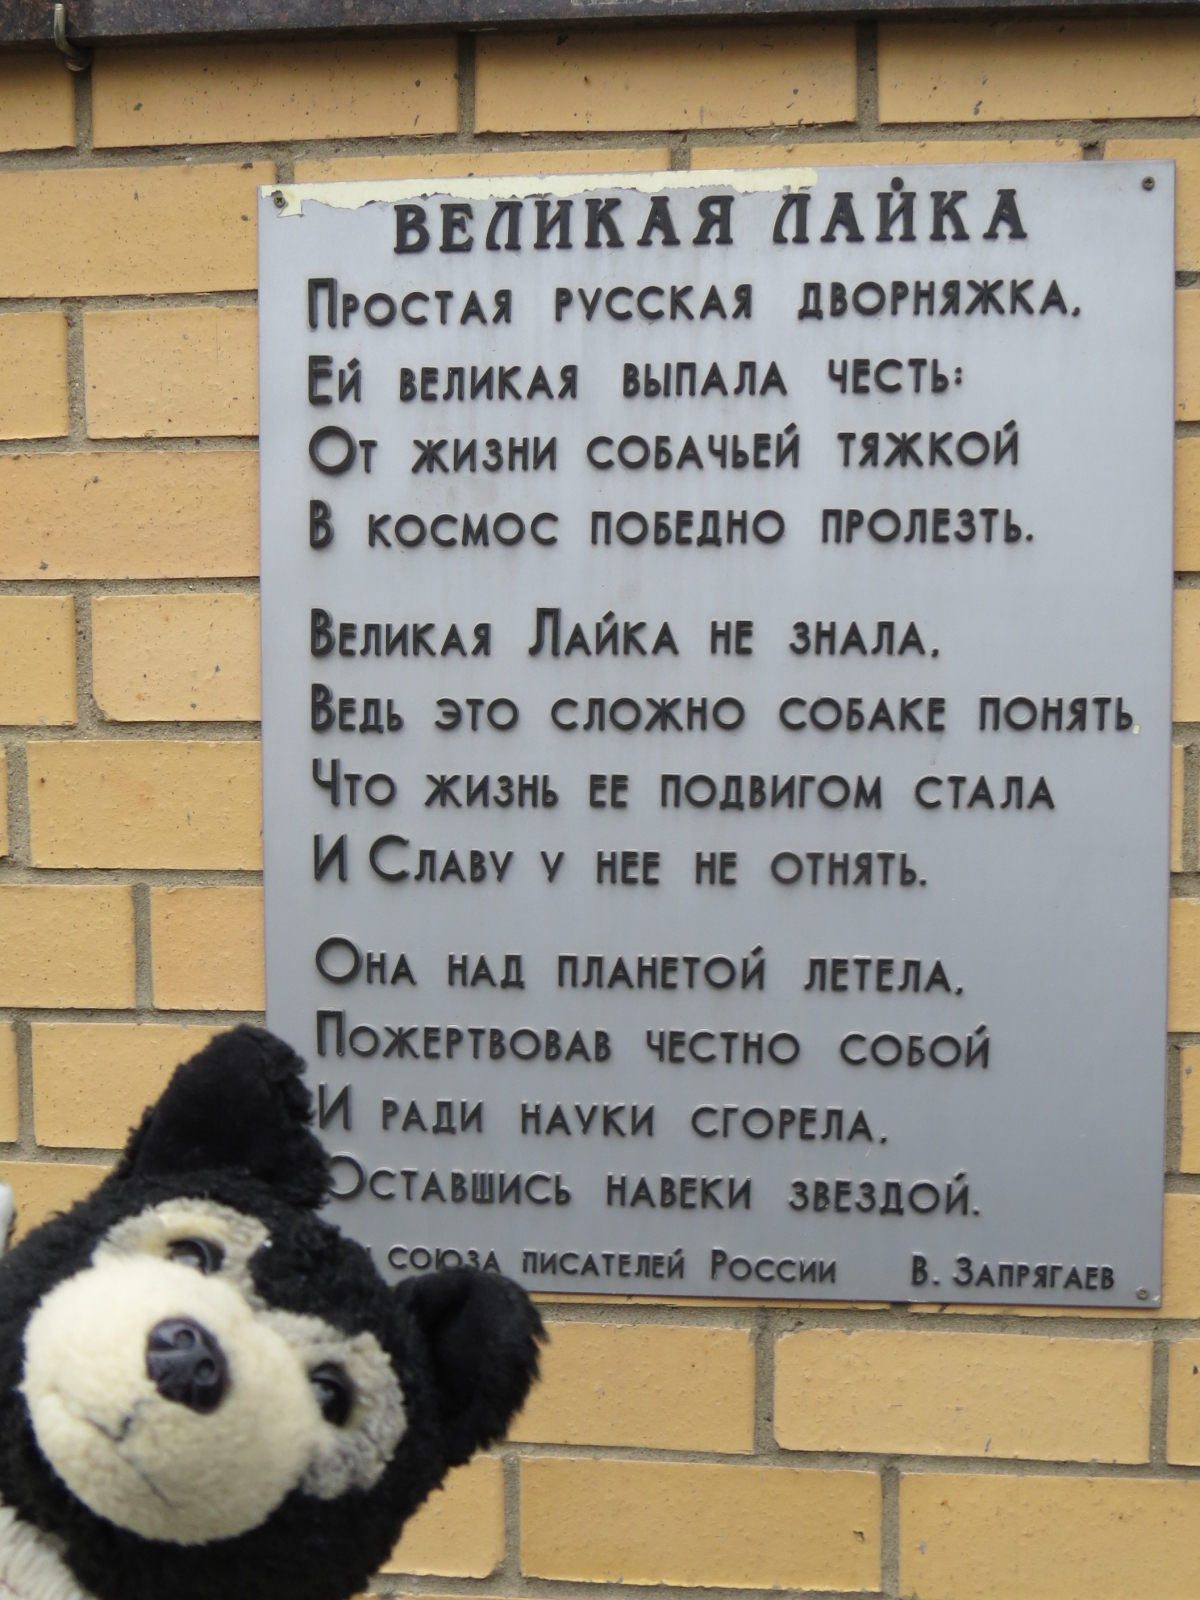 ВЕЛИКАЯ ЛАЙКА
Простая русская дворняжка,
Ей великая выпала честь:
От жизни собачьей тяжкой
В космос победно пролезть.
Великая Лайка не знала,
Ведь это сложно собаке понять,
Что жизнь ее подвигом стала
И Славу у нее не отнять.
Она над планетой летела,
Пожертвовав честно собой
И ради науки сгорела,
Оставшись навеки звездой.
союза писателей России В. Запрягаев